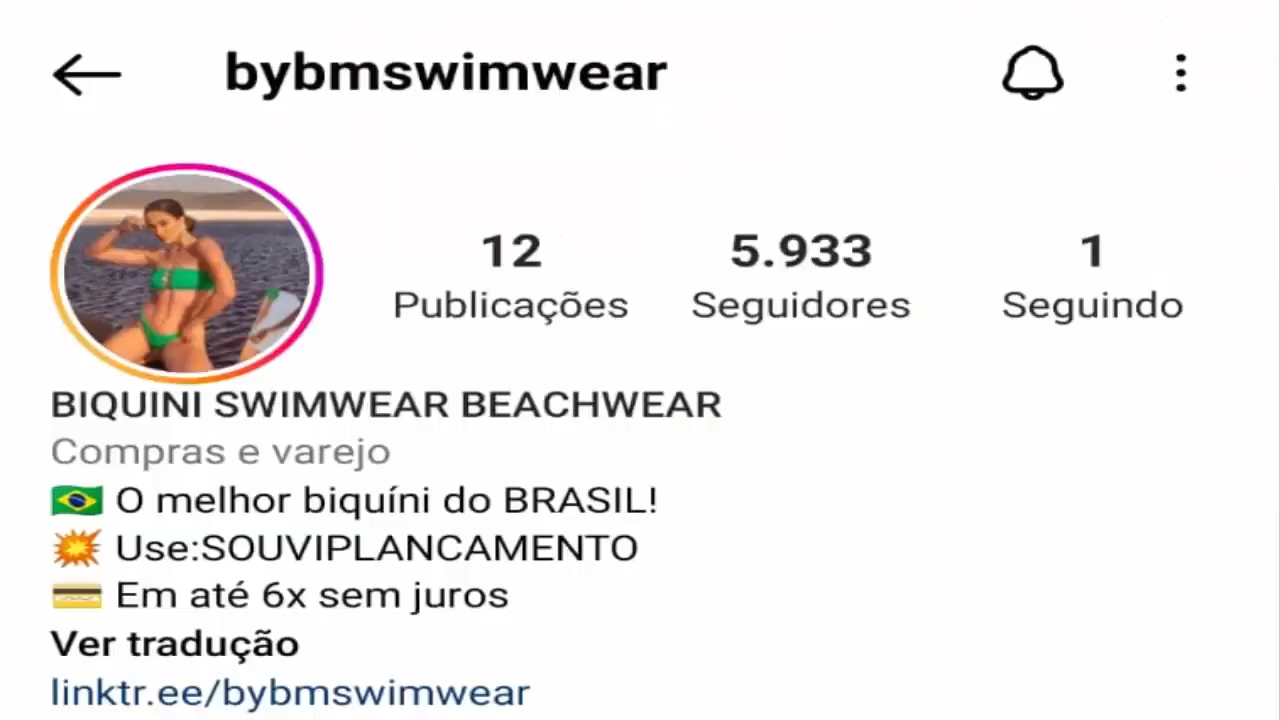 bybmswimwear
12 5.933 1
Publicações Seguidores Seguindo
BIQUINI SWIMWEAR BEACHWEAR
Compras e varejo
🇧🇷 O melhor biquíni do BRASIL!
💥 Use:SOUVIPLANCAMENTO
💳 Em até 6x sem juros
Ver tradução
linktr.ee/bybmswimwear